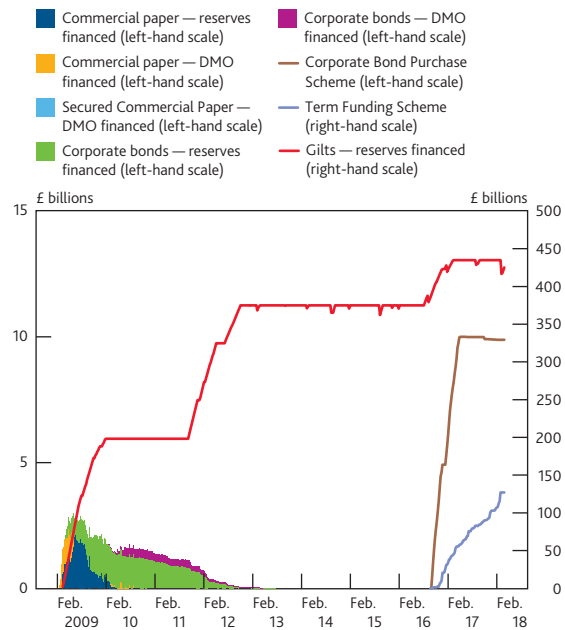 Commercial paper — reserves
financed (left-hand scale)
Commercial paper — DMO
financed (left-hand scale)
Secured Commercial Paper —
DMO financed (left-hand scale)
Corporate bonds — reserves
financed (left-hand scale)
Corporate bonds — DMO
financed (left-hand scale)
Corporate Bond Purchase
Scheme (left-hand scale)
Term Funding Scheme
(right-hand scale)
Gilts — reserves financed
(right-hand scale)
£ billions
£ billions
15
10
5
0
500
450
400
350
300
250
200
150
100
50
0
Feb. Feb. Feb. Feb. Feb. Feb. Feb. Feb. Feb. Feb.
2009 10 11 12 13 14 15 16 17 18